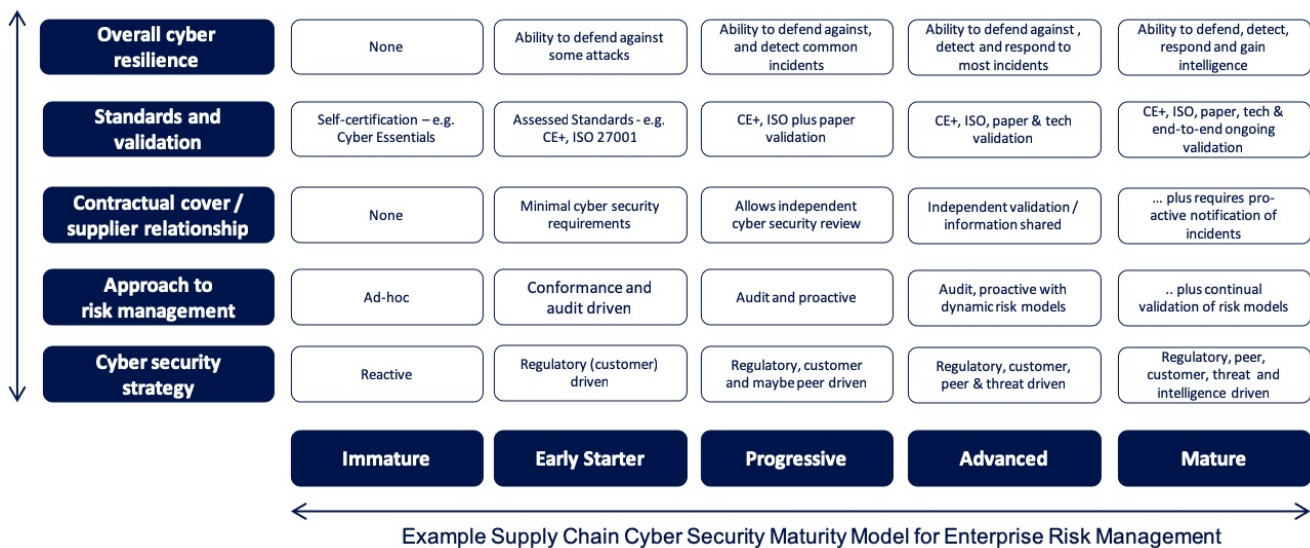 Overall cyber
resilience
None
Ability to defend against
some attacks
Ability to defend against,
and detect common
incidents
Ability to defend against ,
detect and respond to
most incidents
Ability to defend, detect,
respond and gain
intelligence
Standards and
validation
Self-certification – e.g.
Cyber Essentials
Assessed Standards - e.g.
CE+, ISO 27001
CE+, ISO plus paper
validation
CE+, ISO, paper & tech
validation
CE+, ISO, paper, tech &
end-to-end ongoing
validation
Contractual cover /
supplier relationship
None
Minimal cyber security
requirements
Allows independent
cyber security review
Independent validation /
information shared
... plus requires pro-
active notification of
incidents
Approach to
risk management
Ad-hoc
Conformance and
audit driven
Audit and proactive
Audit, proactive with
dynamic risk models
.. plus continual
validation of risk models
Cyber security
strategy
Reactive
Regulatory (customer)
driven
Regulatory, customer
and maybe peer driven
Regulatory, customer,
peer & threat driven
Regulatory, peer,
customer, threat and
intelligence driven
Immature
Early Starter
Progressive
Advanced
Mature
Example Supply Chain Cyber Security Maturity Model for Enterprise Risk Management